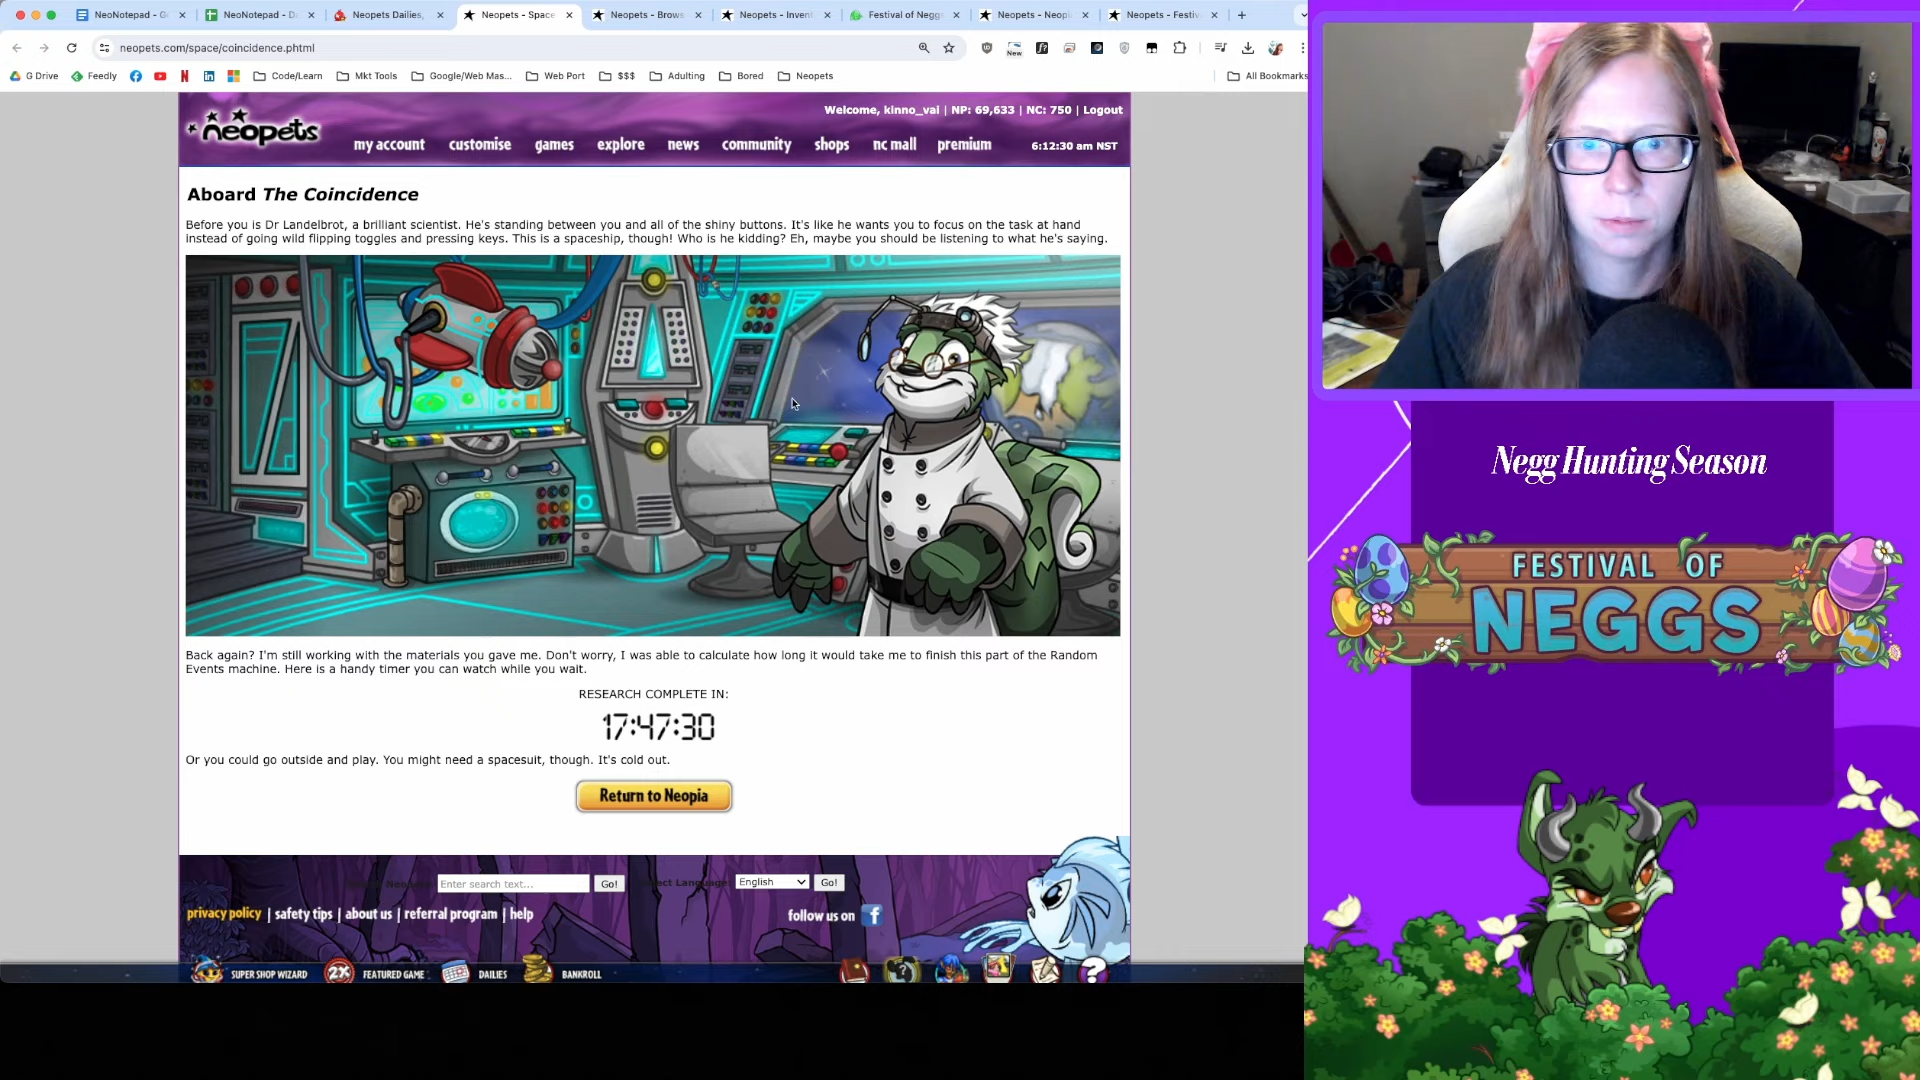 NeoNotepad - G
NeoNotepad - D
Neopets Dailies,
Neopets - Space
Neopets - Brows
Neopets - Inven
Festival of Neggs
Neopets - Neopi
Neopets - Festiv
neopets.com/space/coincidence.phtml
New
G Drive
Feedly
Code/Learn
Mkt Tools
Google/Web Mas...
Web Port
$$$
Adulting
Bored
Neopets
All Bookmarks
neopets
Welcome, kinno_val | NP: 69,633 | NC: 750 | Logout
my account
customise
games
explore
news
community
shops
nc mall
premium
6:12:30 am NST
Aboard The Coincidence
Before you is Dr Landelbrot, a brilliant scientist. He's standing between you and all of the shiny buttons. It's like he wants you to focus on the task at hand
instead of going wild flipping toggles and pressing keys. This is a spaceship, though! Who is he kidding? Eh, maybe you should be listening to what he's saying.
Back again? I'm still working with the materials you gave me. Don't worry, I was able to calculate how long it would take me to finish this part of the Random
Events machine. Here is a handy timer you can watch while you wait.
RESEARCH COMPLETE IN:
17:47:30
Or you could go outside and play. You might need a spacesuit, though. It's cold out.
Return to Neopia
Enter search text...
Go!
English
Go!
privacy policy | safety tips | about us | referral program | help
follow us on
SUPER SHOP WIZARD
2X
FEATURED GAME
DAILIES
BANKROLL
Negg Hunting Season
FESTIVAL OF
NEGGS